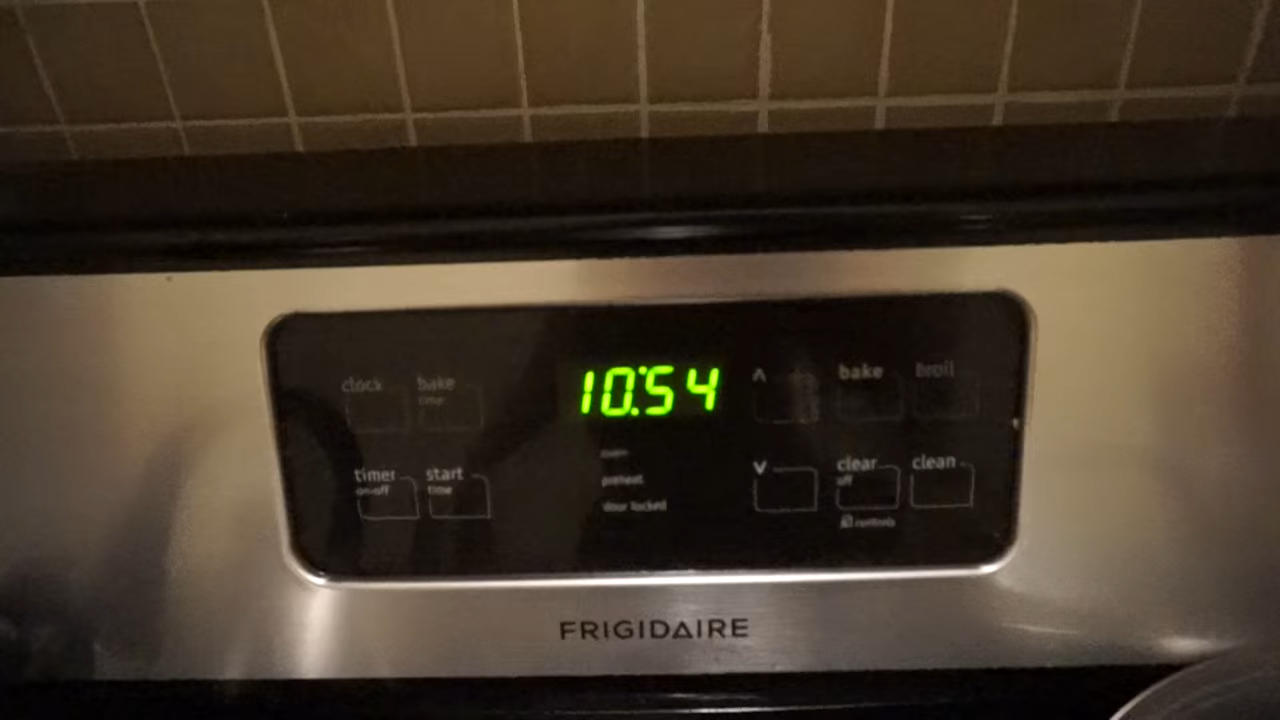 10:54
clock bake ^ bake broil
time
timer start v clear clean
on-off time off
preheat
door locked
controls
FRIGIDAIRE